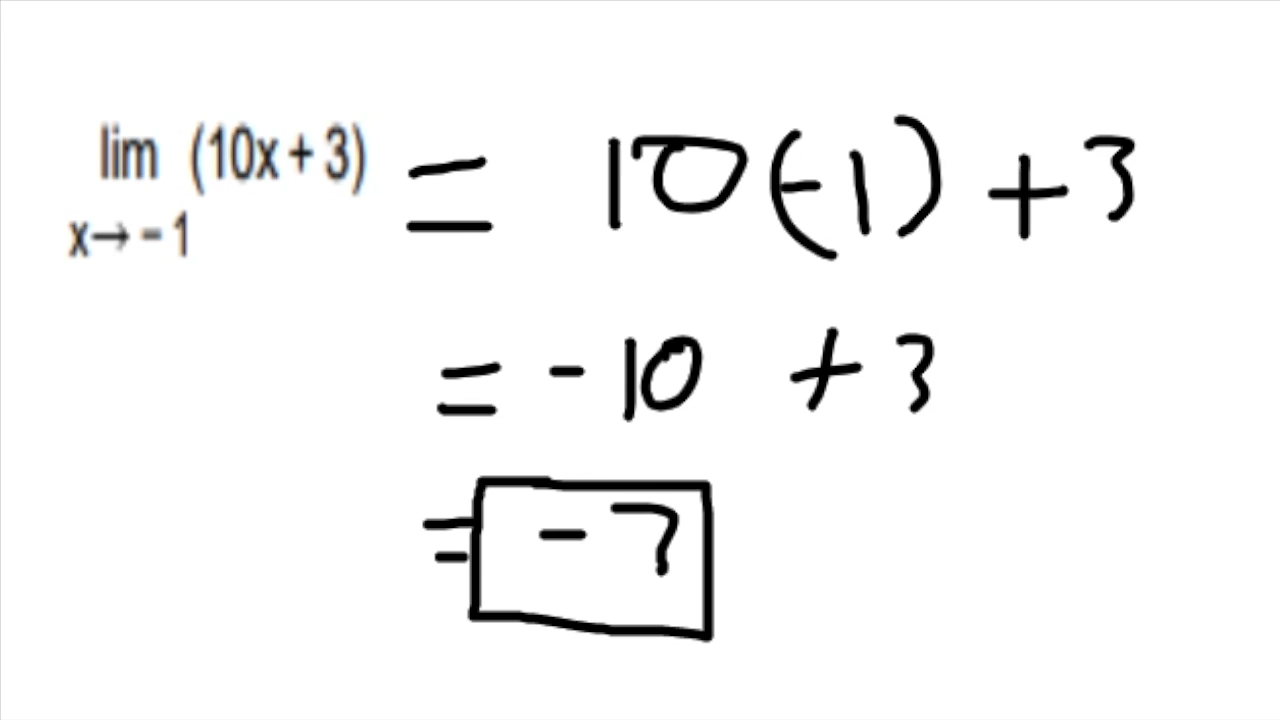 lim (10x + 3) = 10(-1) + 3
x→ - 1
= -10 + 3
= -7